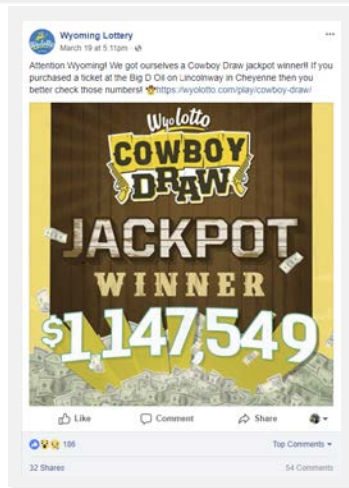 Wyoming Lottery
March 19 at 5:11pm ·
Attention Wyoming! We got ourselves a Cowboy Draw jackpot winner!! If you
purchased a ticket at the Big D Oil on Lincolnway in Cheyenne then you
better check those numbers! 🤠https://wyolotto.com/play/cowboy-draw/
Wyo lotto
COWBOY
DRAW
JACKPOT
WINNER
$1,147,549
Like Comment Share
186 Top Comments
32 Shares 54 Comments